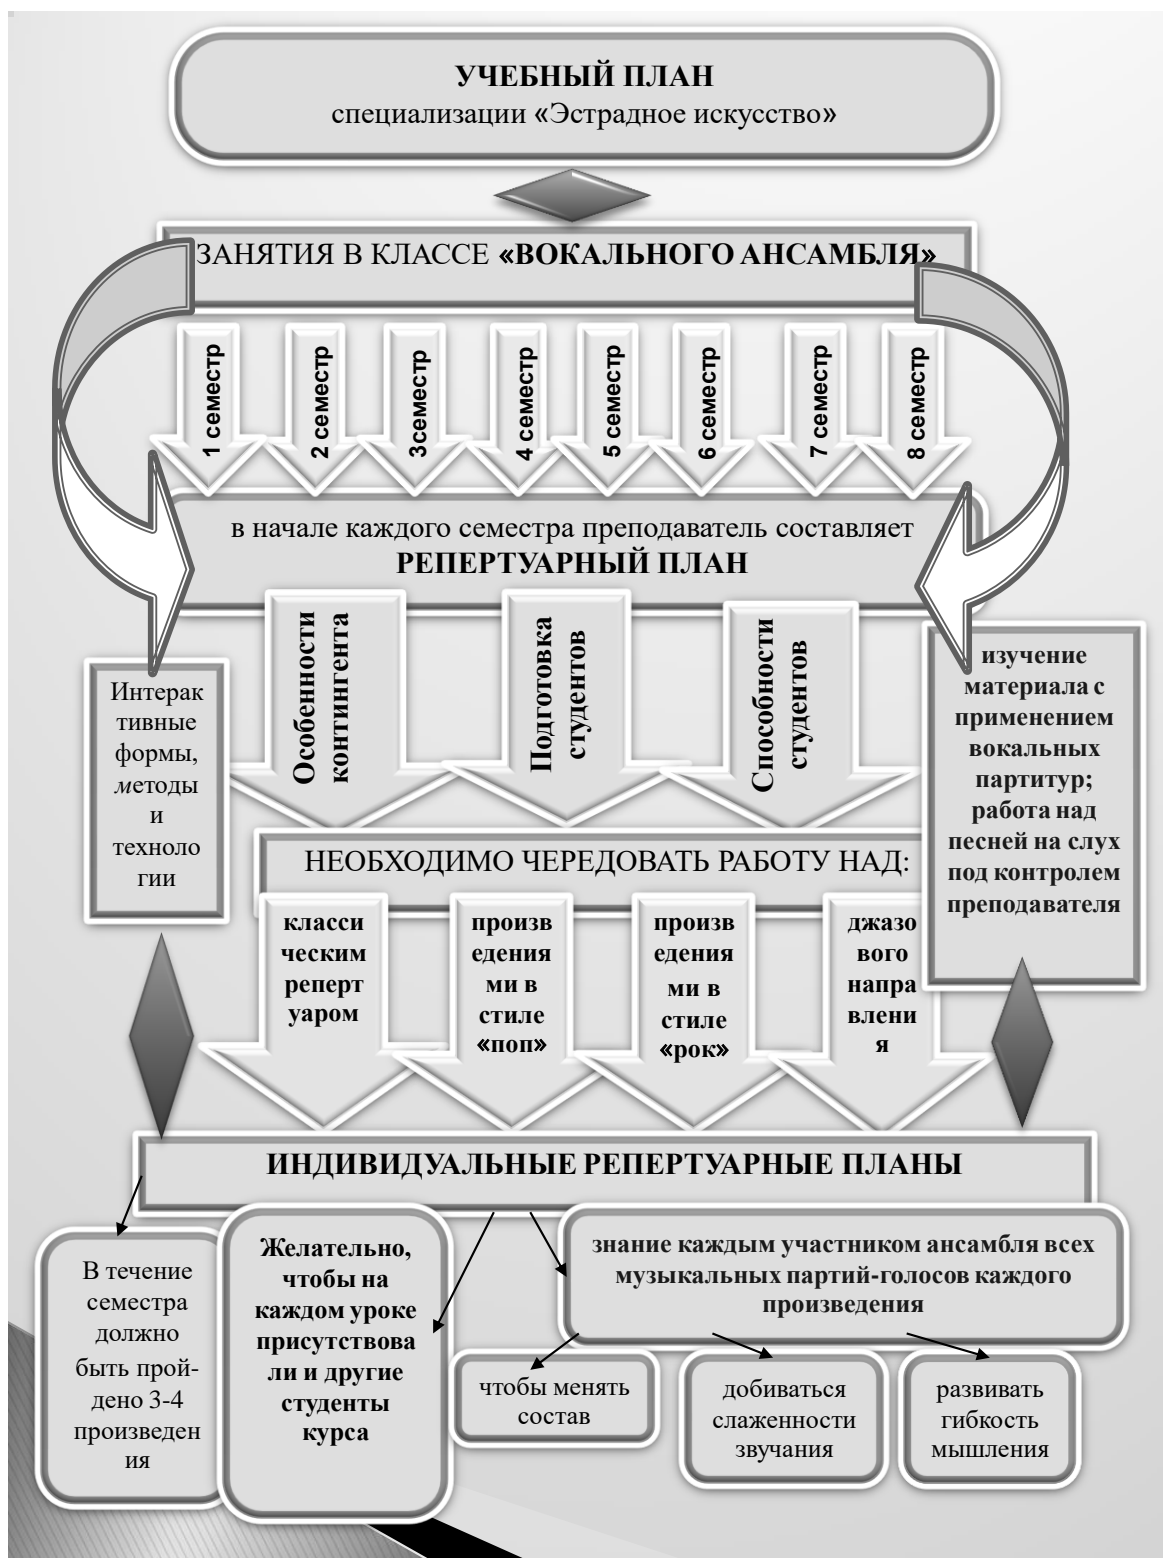 УЧЕБНЫЙ ПЛАН
специализации «Эстрадное искусство»
ЗАНЯТИЯ В КЛАССЕ «ВОКАЛЬНОГО АНСАМБЛЯ»
1 семестр
2 семестр
3семестр
4 семестр
5 семестр
6 семестр
7 семестр
8 семестр
в начале каждого семестра преподаватель составляет
РЕПЕРТУАРНЫЙ ПЛАН
Особенности
контингента
Подготовка
студентов
Способности
студентов
Интерак
тивные
формы,
методы
и
техноло
гии
изучение
материала с
применением
вокальных
партитур;
работа над
песней на слух
под контролем
преподавателя
НЕОБХОДИМО ЧЕРЕДОВАТЬ РАБОТУ НАД:
класси
ческим
реперт
уаром
произв
едения
ми в
стиле
«поп»
произв
едения
ми в
стиле
«рок»
джазо
вого
напра
влени
я
ИНДИВИДУАЛЬНЫЕ РЕПЕРТУАРНЫЕ ПЛАНЫ
В течение
семестра
должно
быть прой-
дено 3-4
произведен
ия
Желательно,
чтобы на
каждом уроке
присутствова
ли и другие
студенты
курса
знание каждым участником ансамбля всех
музыкальных партий-голосов каждого
произведения
чтобы менять
состав
добиваться
слаженности
звучания
развивать
гибкость
мышления